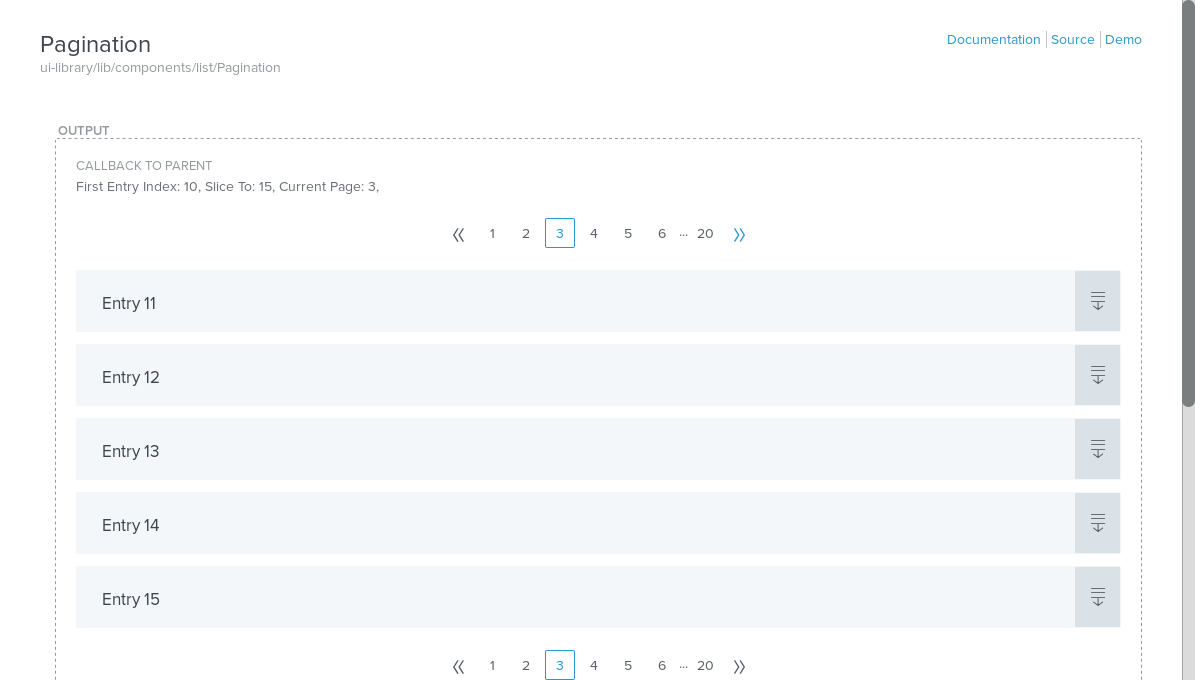 Pagination
Documentation Source Demo
ui-library/lib/components/list/Pagination
OUTPUT
CALLBACK TO PARENT
First Entry Index: 10, Slice To: 15, Current Page: 3,
« 1 2 3 4 5 6 ... 20 »
Entry 11
Entry 12
Entry 13
Entry 14
Entry 15
« 1 2 3 4 5 6 ... 20 »